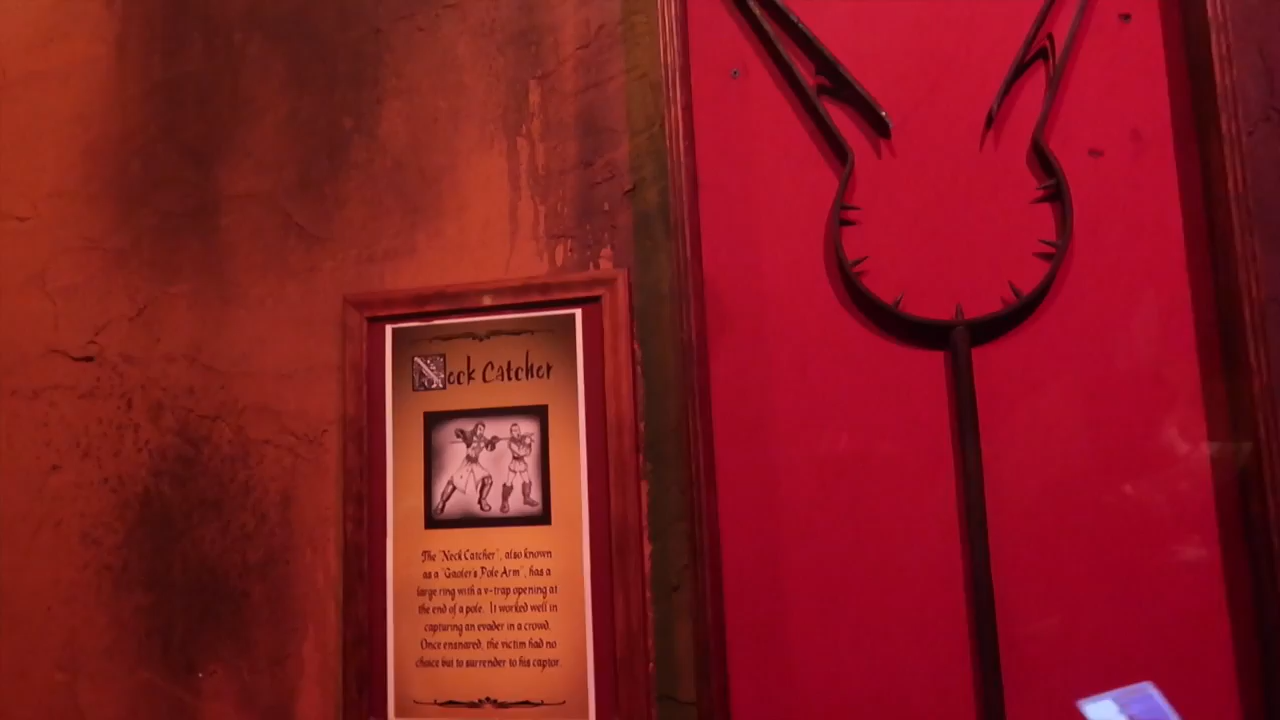 Neck Catcher
The "Neck Catcher", also known
as a "Gaoler's Pole Arm", has a
large ring with a v-trap opening at
the end of a pole. It worked well in
capturing an evader in a crowd.
Once ensnared, the victim had no
choice but to surrender to his captor.